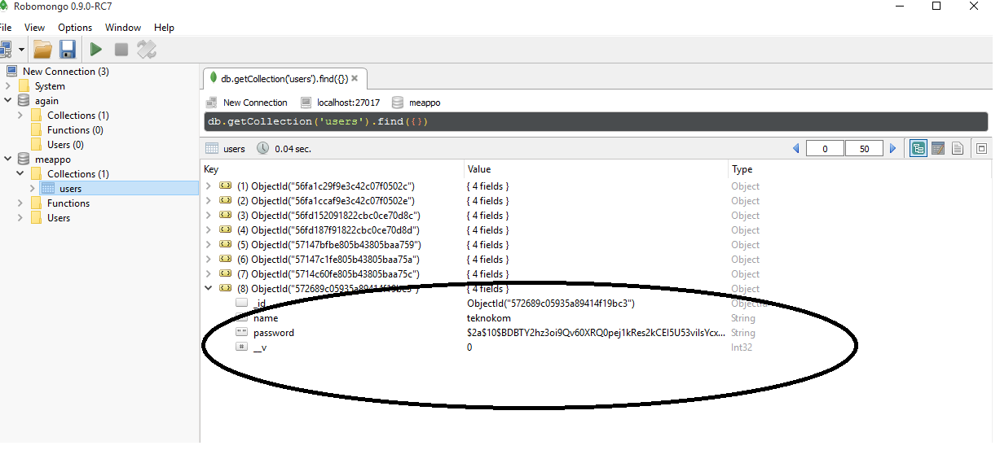 Robomongo 0.9.0-RC7
File View Options Window Help
New Connection (3)
System
again
Collections (1)
Functions (0)
Users (0)
meappo
Collections (1)
users
Functions
Users
db.getCollection('users').find({})
New Connection localhost:27017 meappo
db.getCollection('users').find({})
users 0.04 sec. 0 50
Key Value Type
(1) ObjectId("56fa1c29f9e3c42c07f0502c") { 4 fields } Object
(2) ObjectId("56fa1ccaf9e3c42c07f0502e") { 4 fields } Object
(3) ObjectId("56fd152091822cbc0ce70d8c") { 4 fields } Object
(4) ObjectId("56fd187f91822cbc0ce70d8d") { 4 fields } Object
(5) ObjectId("57147bfbe805b43805baa759") { 4 fields } Object
(6) ObjectId("57147c1fe805b43805baa75a") { 4 fields } Object
(7) ObjectId("5714c60fe805b43805baa75c") { 4 fields } Object
(8) ObjectId("572689c05935a89414f19bc3") { 4 fields } Object
_id ObjectId("572689c05935a89414f19bc3") ObjectId
name teknokom String
password $2a$10$BDBTY2hz3oi9Qv60XRQ0pej1kRes2kCEI5U53vilsYcx... String
__v 0 Int32